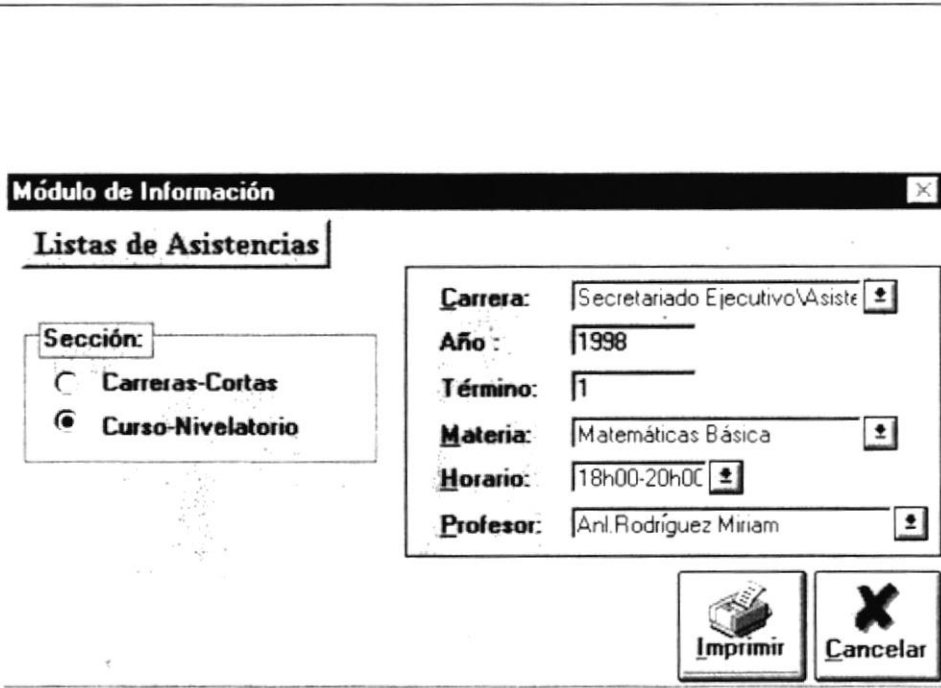 Módulo de Información
Listas de Asistencias
Sección:
Carreras-Cortas
Curso-Nivelatorio
Carrera: Secretariado Ejecutivo\Asiste
Año : 1998
Término: 1
Materia: Matemáticas Básica
Horario: 18h00-20h00
Profesor: Anl.Rodríguez Miriam
Imprimir
Cancelar